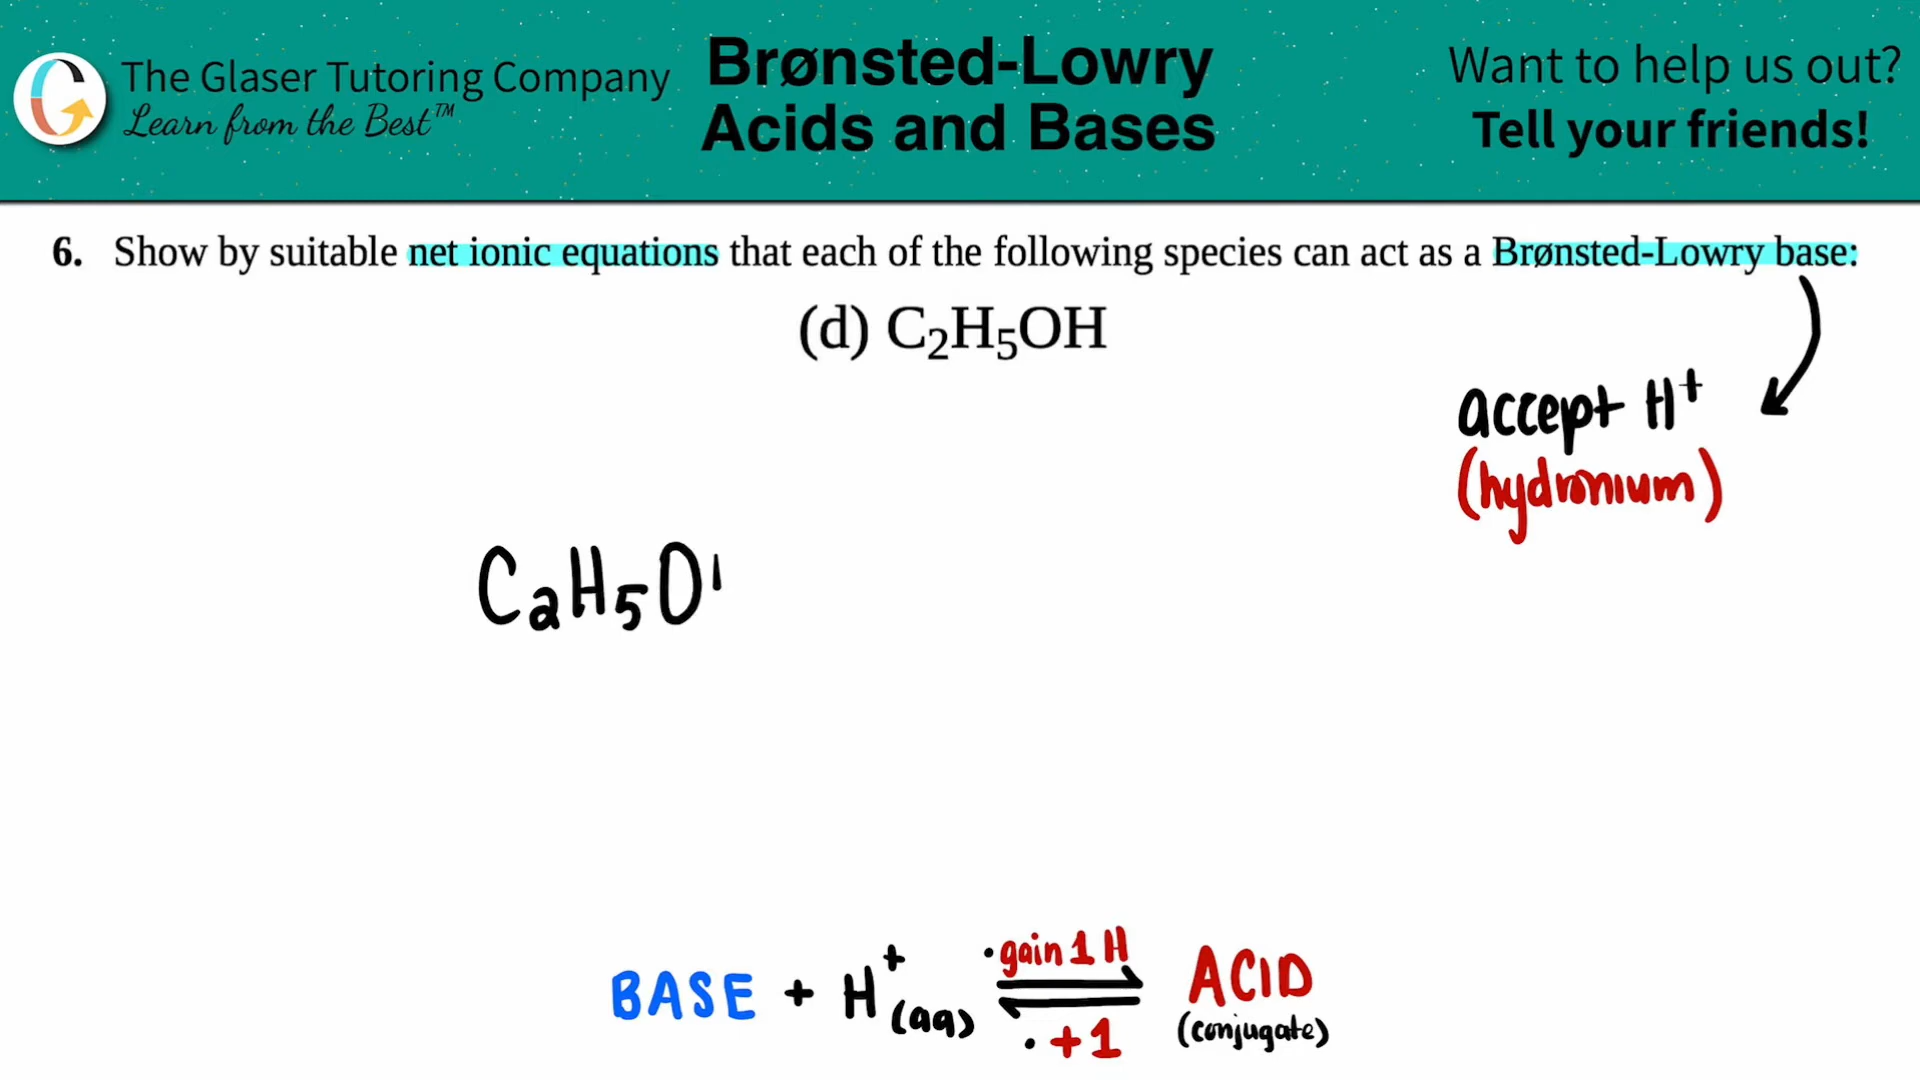 The Glaser Tutoring Company
Learn from the Best™
Brønsted-Lowry
Acids and Bases
Want to help us out?
Tell your friends!
6. Show by suitable net ionic equations that each of the following species can act as a Brønsted-Lowry base:
(d) C₂H₅OH
accept H⁺
(hydronium)
C₂H₅O
BASE + H⁺(aq) ⇌ ACID
•gain 1 H
• +1
(conjugate)